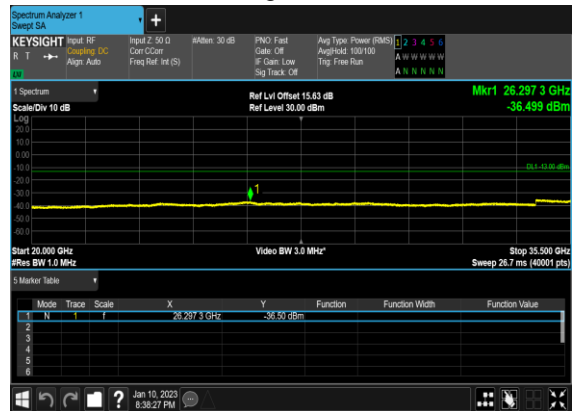 Spectrum Analyzer 1
Swept SA
+
KEYSIGHT Input: RF Input Z: 50 Ω #Atten: 30 dB PNO: Fast Avg Type: Power (RMS) 1 2 3 4 5 6
R T Coupling: DC Corr CCorr Gate: Off Avg|Hold: 100/100 A W W W W W
Align: Auto Freq Ref: Int (S) IF Gain: Low Trig: Free Run
LW Sig Track: Off A N N N N N
1 Spectrum Ref Lvl Offset 15.63 dB Mkr1 26.297 3 GHz
Scale/Div 10 dB Ref Level 30.00 dBm -36.499 dBm
Log
20.0
10.0
0.00
-10.0 DL1 -13.00 dBm
-20.0
-30.0 1
-40.0
-50.0
-60.0
Start 20.000 GHz Video BW 3.0 MHz* Stop 35.500 GHz
#Res BW 1.0 MHz Sweep 26.7 ms (40001 pts)
5 Marker Table
Mode Trace Scale X Y Function Function Width Function Value
1 N 1 f 26.297 3 GHz -36.50 dBm
2
3
4
5
6
? Jan 10, 2023
8:38:27 PM